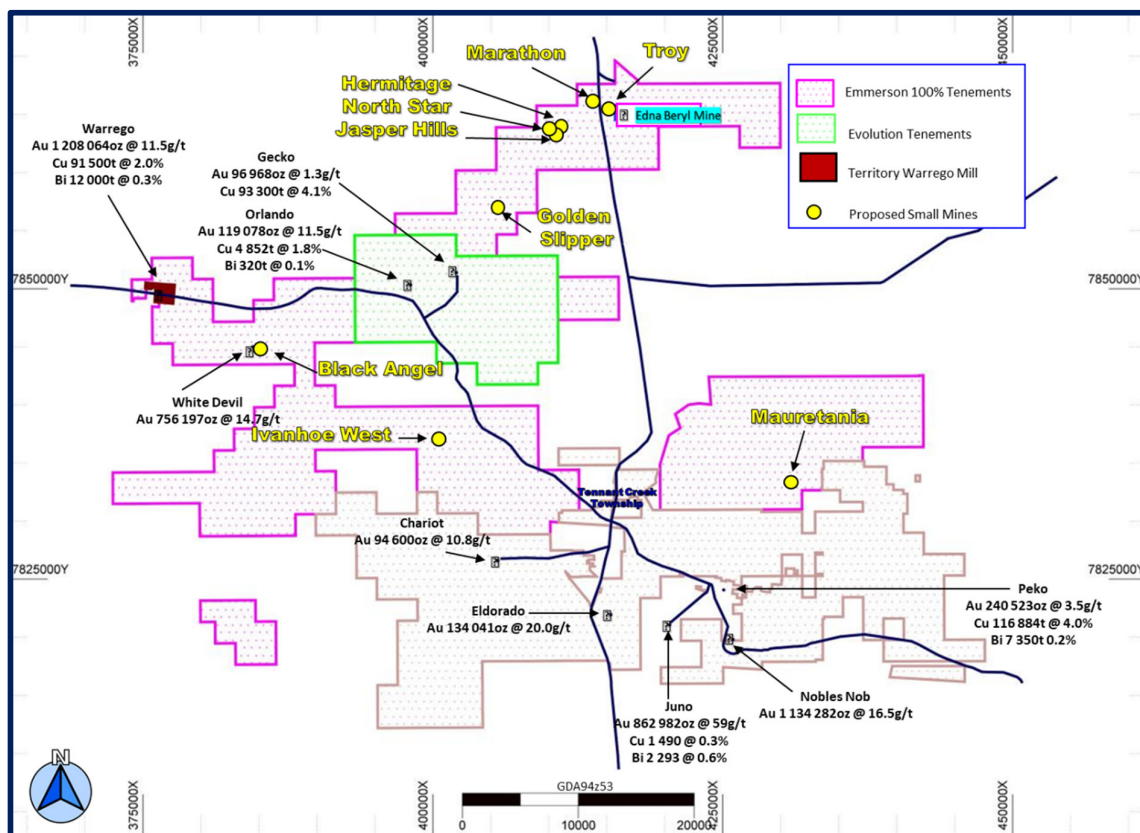 375000X
400000X
425000X
450000X
Marathon
Troy
Hermitage
North Star
Jasper Hills
Edna Beryl Mine
Emmerson 100% Tenements
Evolution Tenements
Territory Warrego Mill
Proposed Small Mines
Warrego
Au 1 208 064oz @ 11.5g/t
Cu 91 500t @ 2.0%
Bi 12 000t @ 0.3%
Gecko
Au 96 968oz @ 1.3g/t
Cu 93 300t @ 4.1%
Orlando
Au 119 078oz @ 11.5g/t
Cu 4 852t @ 1.8%
Bi 320t @ 0.1%
Golden
Slipper
7850000Y
7850000Y
Black Angel
White Devil
Au 756 197oz @ 14.7g/t
Ivanhoe West
Mauretania
Tennant Creek
Township
Chariot
Au 94 600oz @ 10.8g/t
7825000Y
7825000Y
Eldorado
Au 134 041oz @ 20.0g/t
Peko
Au 240 523oz @ 3.5g/t
Cu 116 884t @ 4.0%
Bi 7 350t 0.2%
Nobles Nob
Au 1 134 282oz @ 16.5g/t
Juno
Au 862 982oz @ 59g/t
Cu 1 490 @ 0.3%
Bi 2 293 @ 0.6%
N
GDA94z53
0
10000
20000
375000X
400000X
425000X
450000X